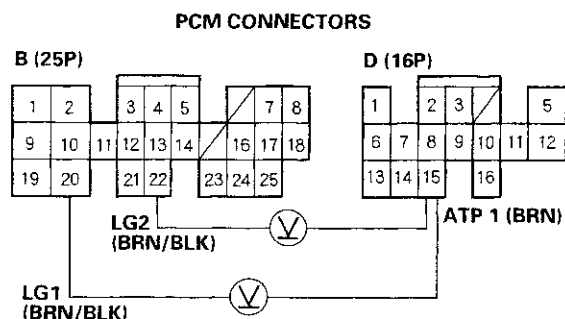 PCM CONNECTORS
B (25P)
D (16P)
1 2 3 4 5 7 8
9 10 11 12 13 14 16 17 18
19 20 21 22 23 24 25
1 2 3 5
6 7 8 9 10 11 12
13 14 15 16
LG2
(BRN/BLK)
V
ATP 1 (BRN)
LG1
(BRN/BLK)
V